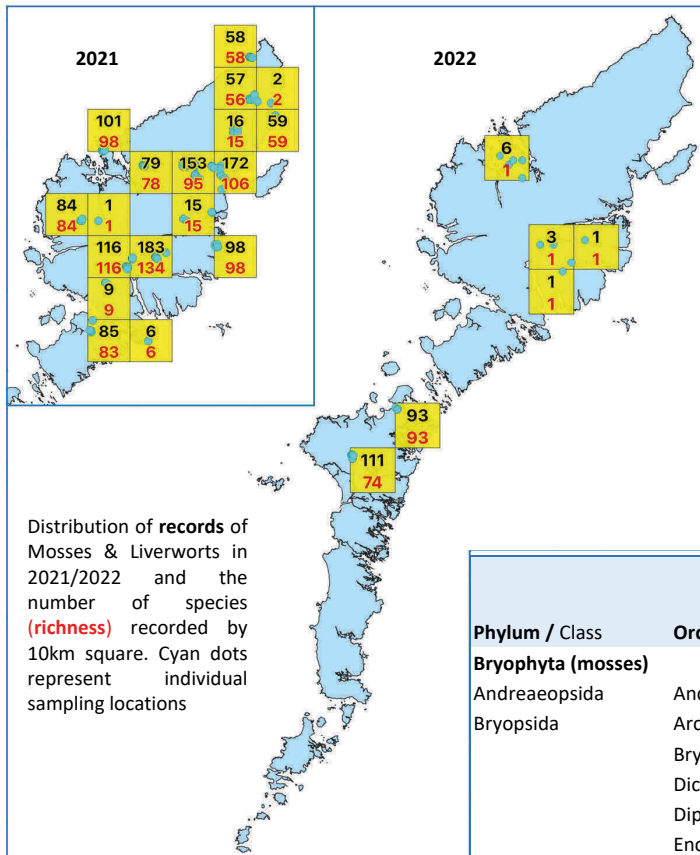 2021
2022
58
58
57 2
56 2
101 16 59
98 15 59
79 153 172
78 95 106
84 1 15
84 1 15
116 183 98
116 134 98
9
9
85 6
83 6
6
1
3 1
1 1
1
1
93
93
111
74
Distribution of records of
Mosses & Liverworts in
2021/2022 and the
number of species
(richness) recorded by
10km square. Cyan dots
represent individual
sampling locations
Phylum / Class
Bryophyta (mosses)
Andreaeopsida
Bryopsida
Bry
Dic
Dip